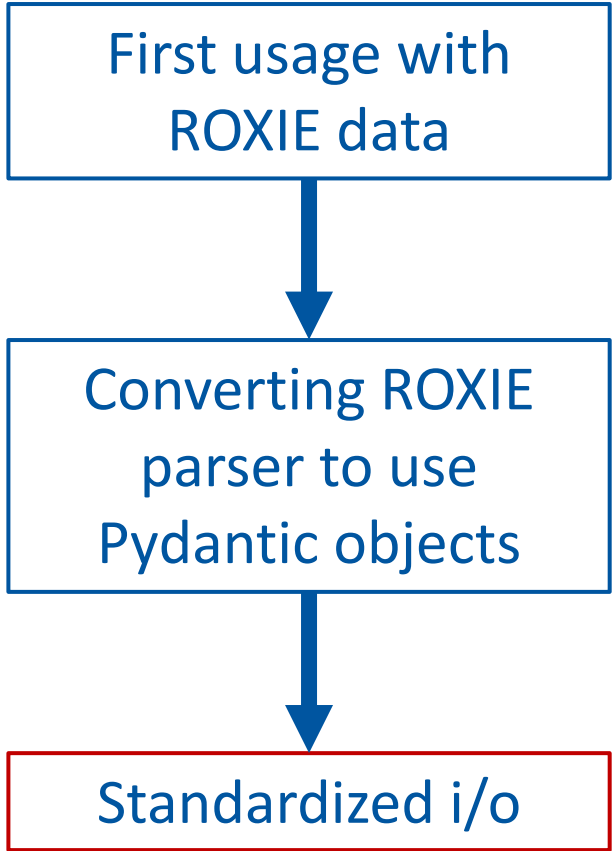 First usage with
ROXIE data
Converting ROXIE
parser to use
Pydantic objects
Standardized i/o